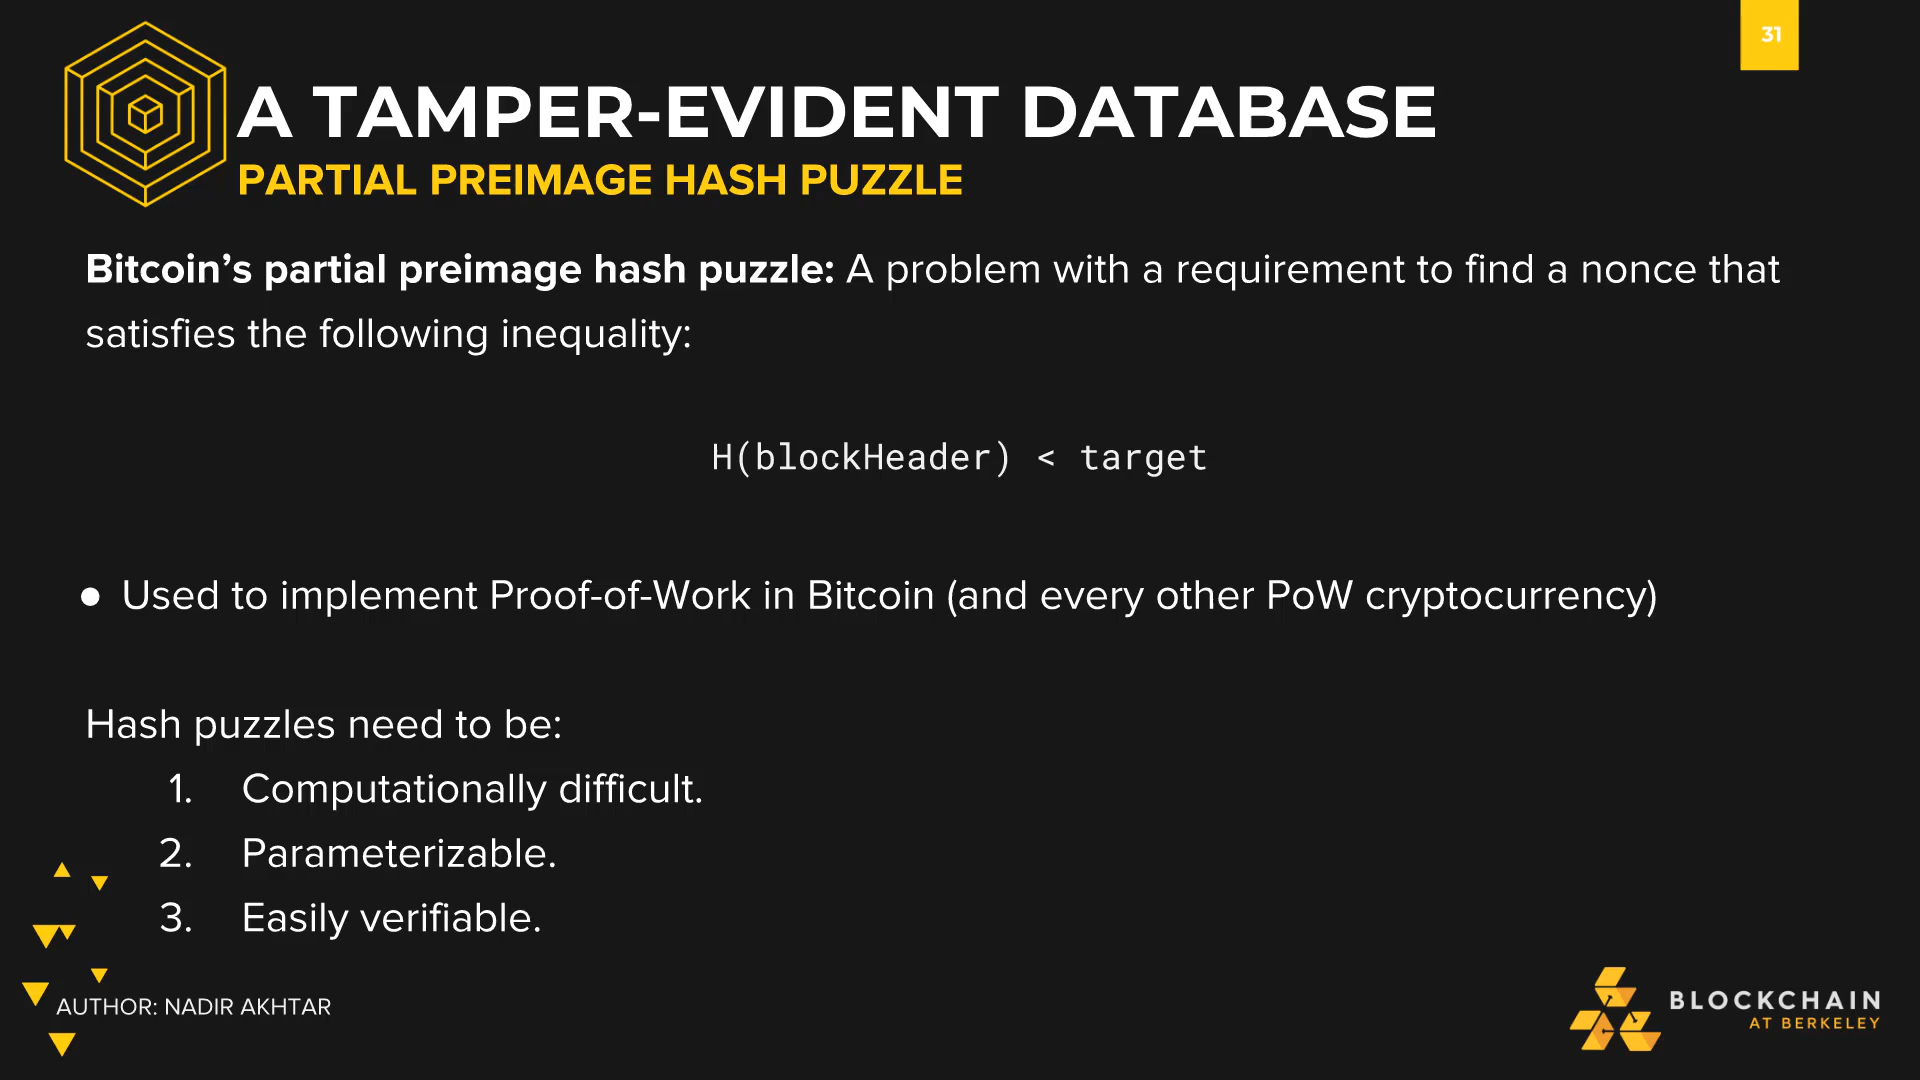 31
A TAMPER-EVIDENT DATABASE
PARTIAL PREIMAGE HASH PUZZLE
Bitcoin’s partial preimage hash puzzle: A problem with a requirement to find a nonce that
satisfies the following inequality:
H(blockHeader) < target
● Used to implement Proof-of-Work in Bitcoin (and every other PoW cryptocurrency)
Hash puzzles need to be:
1. Computationally difficult.
2. Parameterizable.
3. Easily verifiable.
AUTHOR: NADIR AKHTAR
BLOCKCHAIN
AT BERKELEY